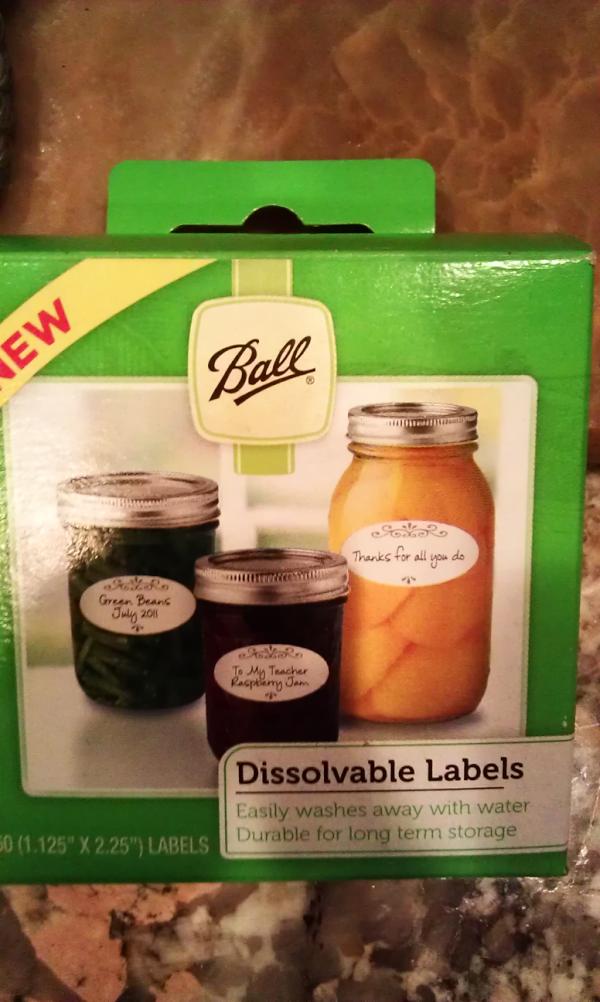 NEW
Ball®
Thanks for all you do
Green Beans
July 2011
To My Teacher
Raspberry Jam
Dissolvable Labels
Easily washes away with water
Durable for long term storage
(1.125" X 2.25") LABELS